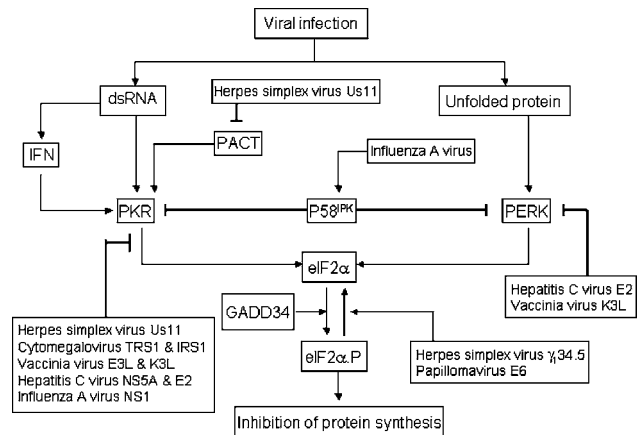 Viral infection
dsRNA
Herpes simplex virus Us11
Unfolded protein
IFN
PACT
Influenza A virus
PKR
P58IPK
PERK
eIF2α
Hepatitis C virus E2
Vaccinia virus K3L
GADD34
Herpes simplex virus Us11
Cytomegalovirus TRS1 & IRS1
Vaccinia virus E3L & K3L
Hepatitis C virus NS5A & E2
Influenza A virus NS1
eIF2α.P
Herpes simplex virus γ134.5
Papillomavirus E6
Inhibition of protein synthesis